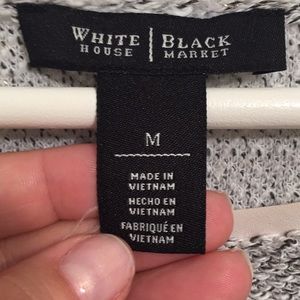 WHITE | BLACK
HOUSE | MARKET
M
MADE IN
VIETNAM
HECHO EN
VIETNAM
FABRIQUÉ EN
VIETNAM